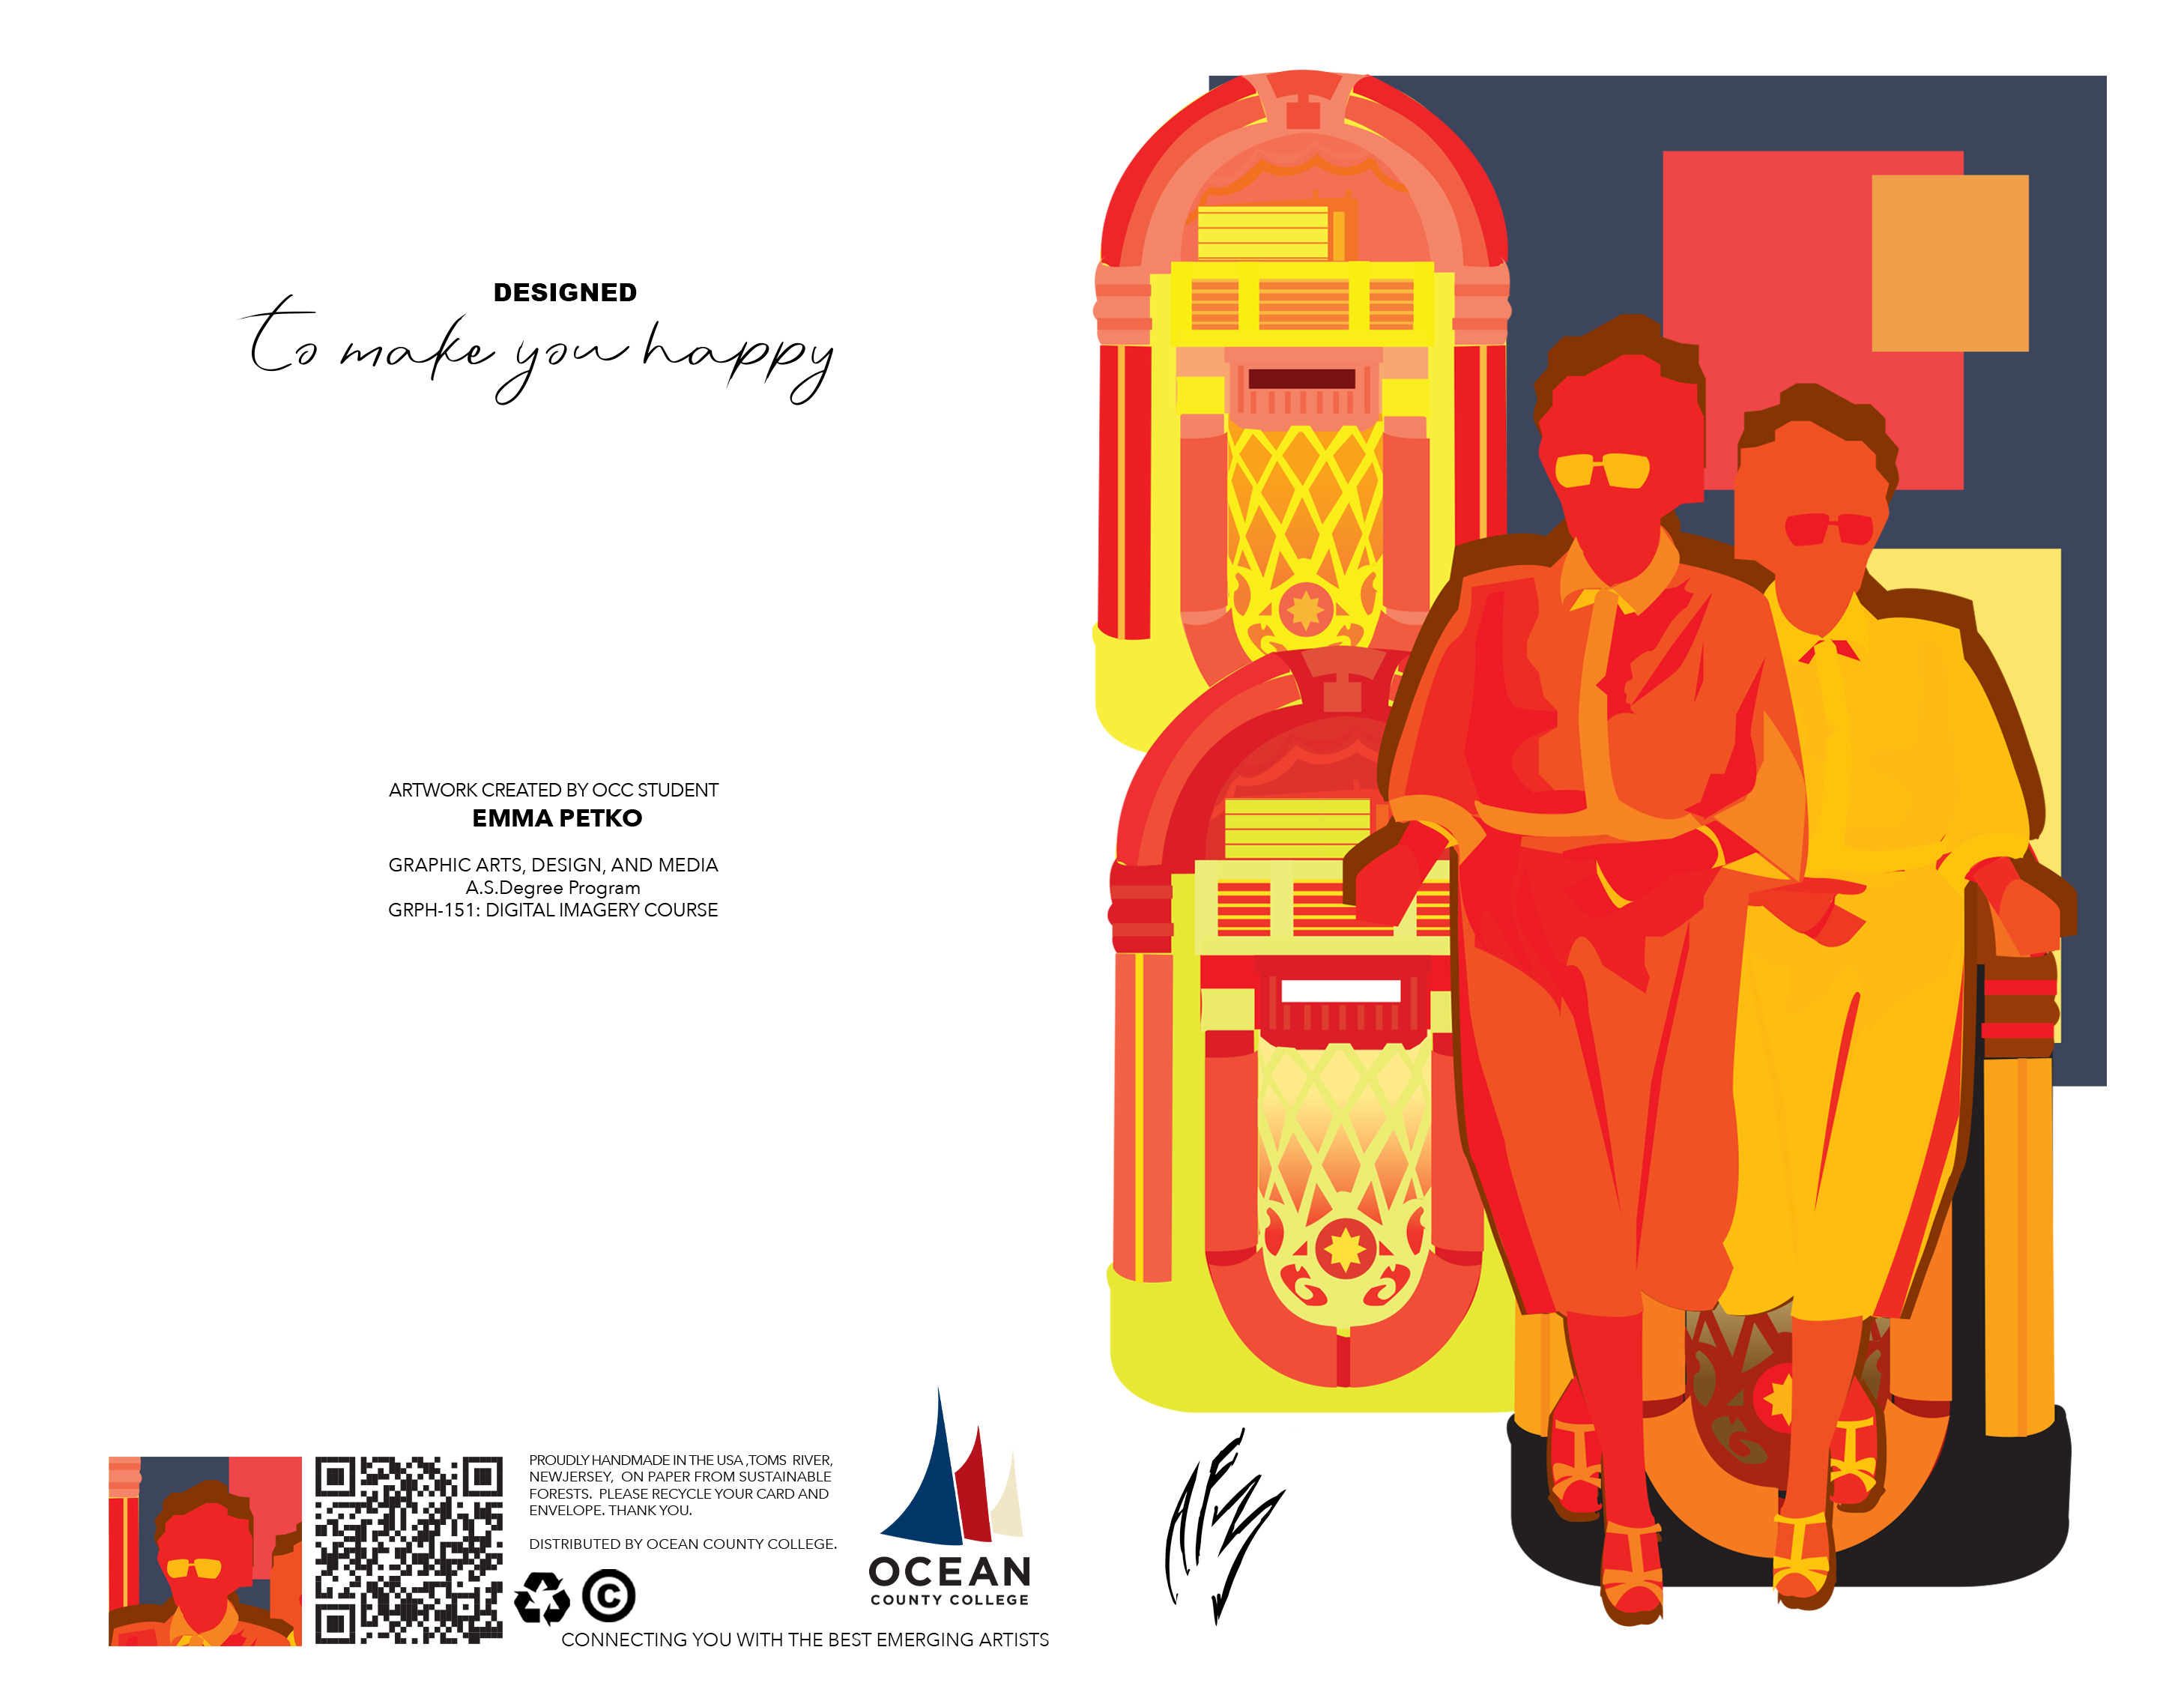 DESIGNED
to make you happy
ARTWORK CREATED BY OCC STUDENT
EMMA PETKO
GRAPHIC ARTS, DESIGN, AND MEDIA
A.S.Degree Program
GRPH-151: DIGITAL IMAGERY COURSE
PROUDLY HANDMADE IN THE USA ,TOMS RIVER,
NEWJERSEY, ON PAPER FROM SUSTAINABLE
FORESTS. PLEASE RECYCLE YOUR CARD AND
ENVELOPE. THANK YOU.
DISTRIBUTED BY OCEAN COUNTY COLLEGE.
©
OCEAN
COUNTY COLLEGE
CONNECTING YOU WITH THE BEST EMERGING ARTISTS